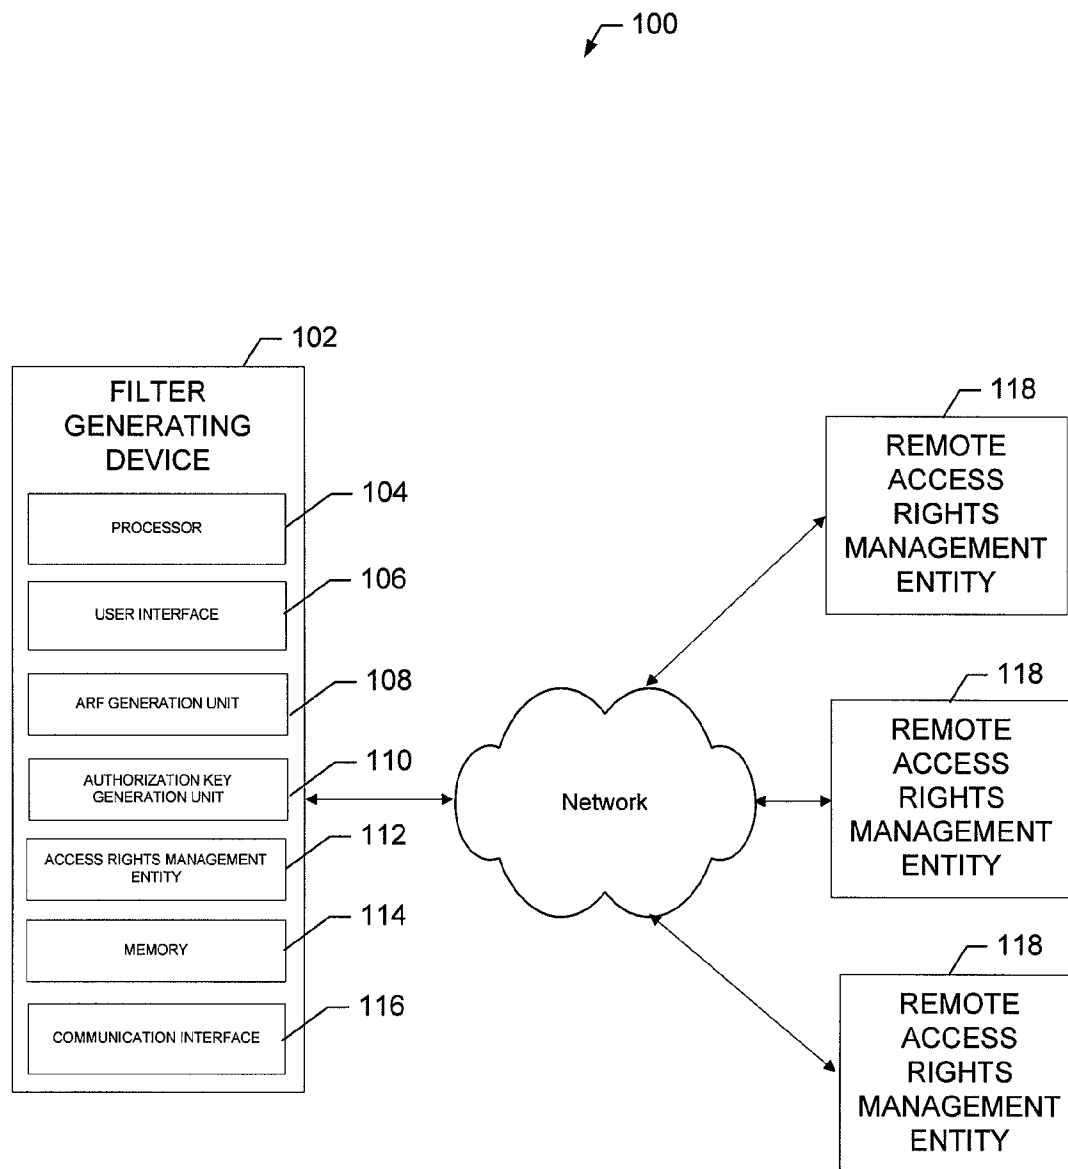 100
102
FILTER
GENERATING
DEVICE
104
PROCESSOR
106
USER INTERFACE
108
ARF GENERATION UNIT
110
AUTHORIZATION KEY
GENERATION UNIT
112
ACCESS RIGHTS MANAGEMENT
ENTITY
114
MEMORY
116
COMMUNICATION INTERFACE
Network
118
REMOTE
ACCESS
RIGHTS
MANAGEMENT
ENTITY
118
REMOTE
ACCESS
RIGHTS
MANAGEMENT
ENTITY
118
REMOTE
ACCESS
RIGHTS
MANAGEMENT
ENTITY